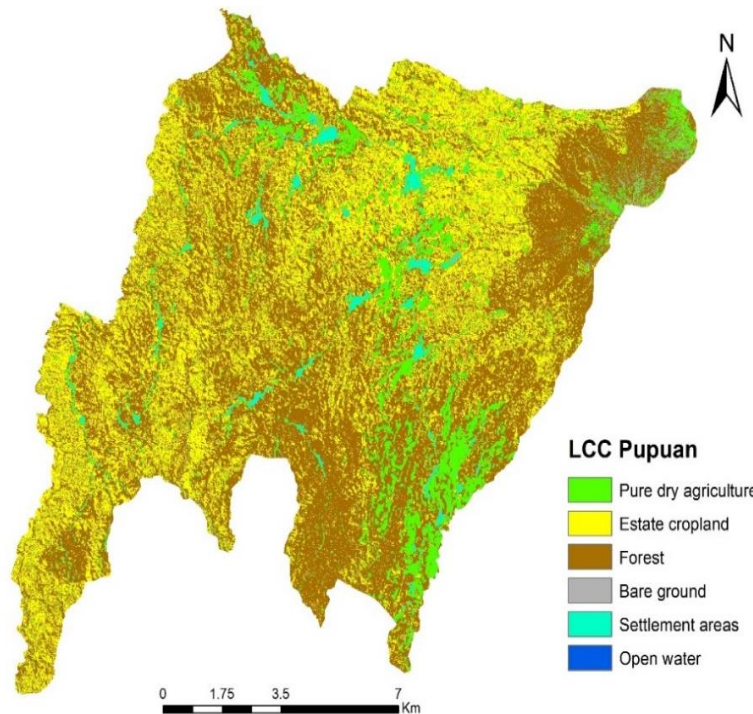 N
LCC Pupuan
Pure dry agriculture
Estate cropland
Forest
Bare ground
Settlement areas
Open water
0 1.75 3.5 7
Km